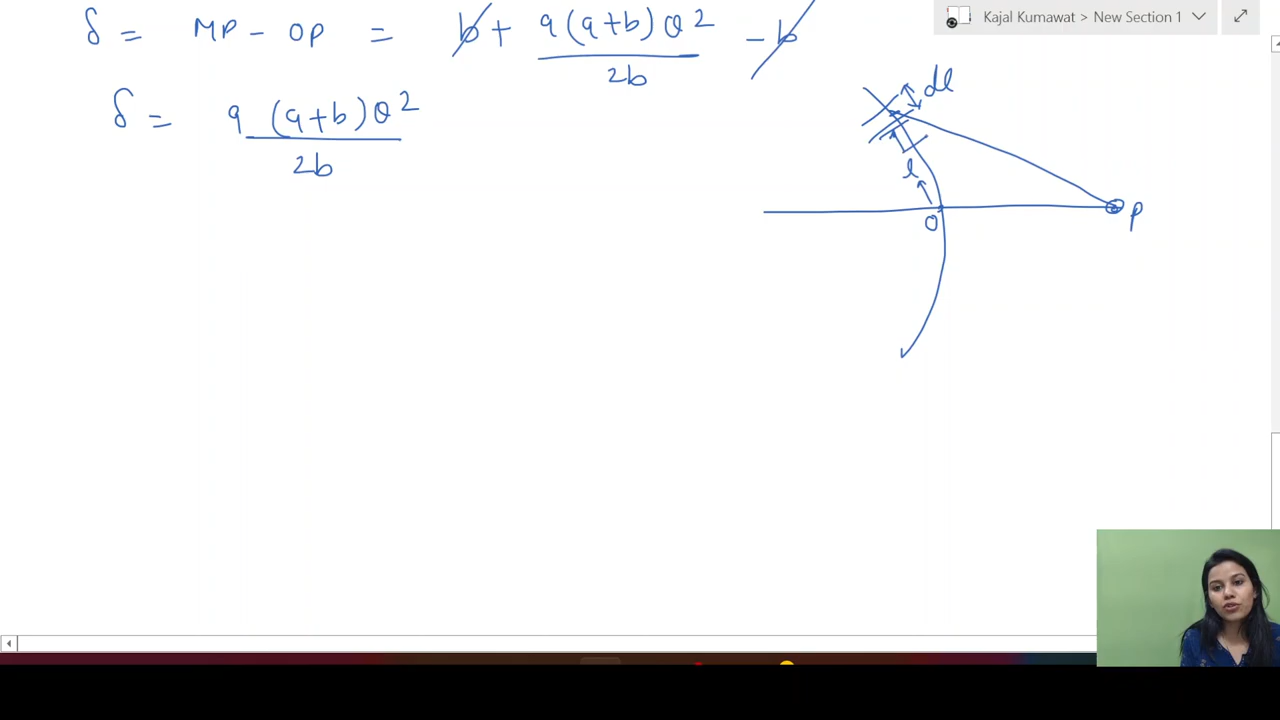 Kajal Kumawat > New Section 1
δ = MP - OP = b + a(a+b)θ² / 2b - b
δ = a (a+b)θ² / 2b
dl
l
O
P